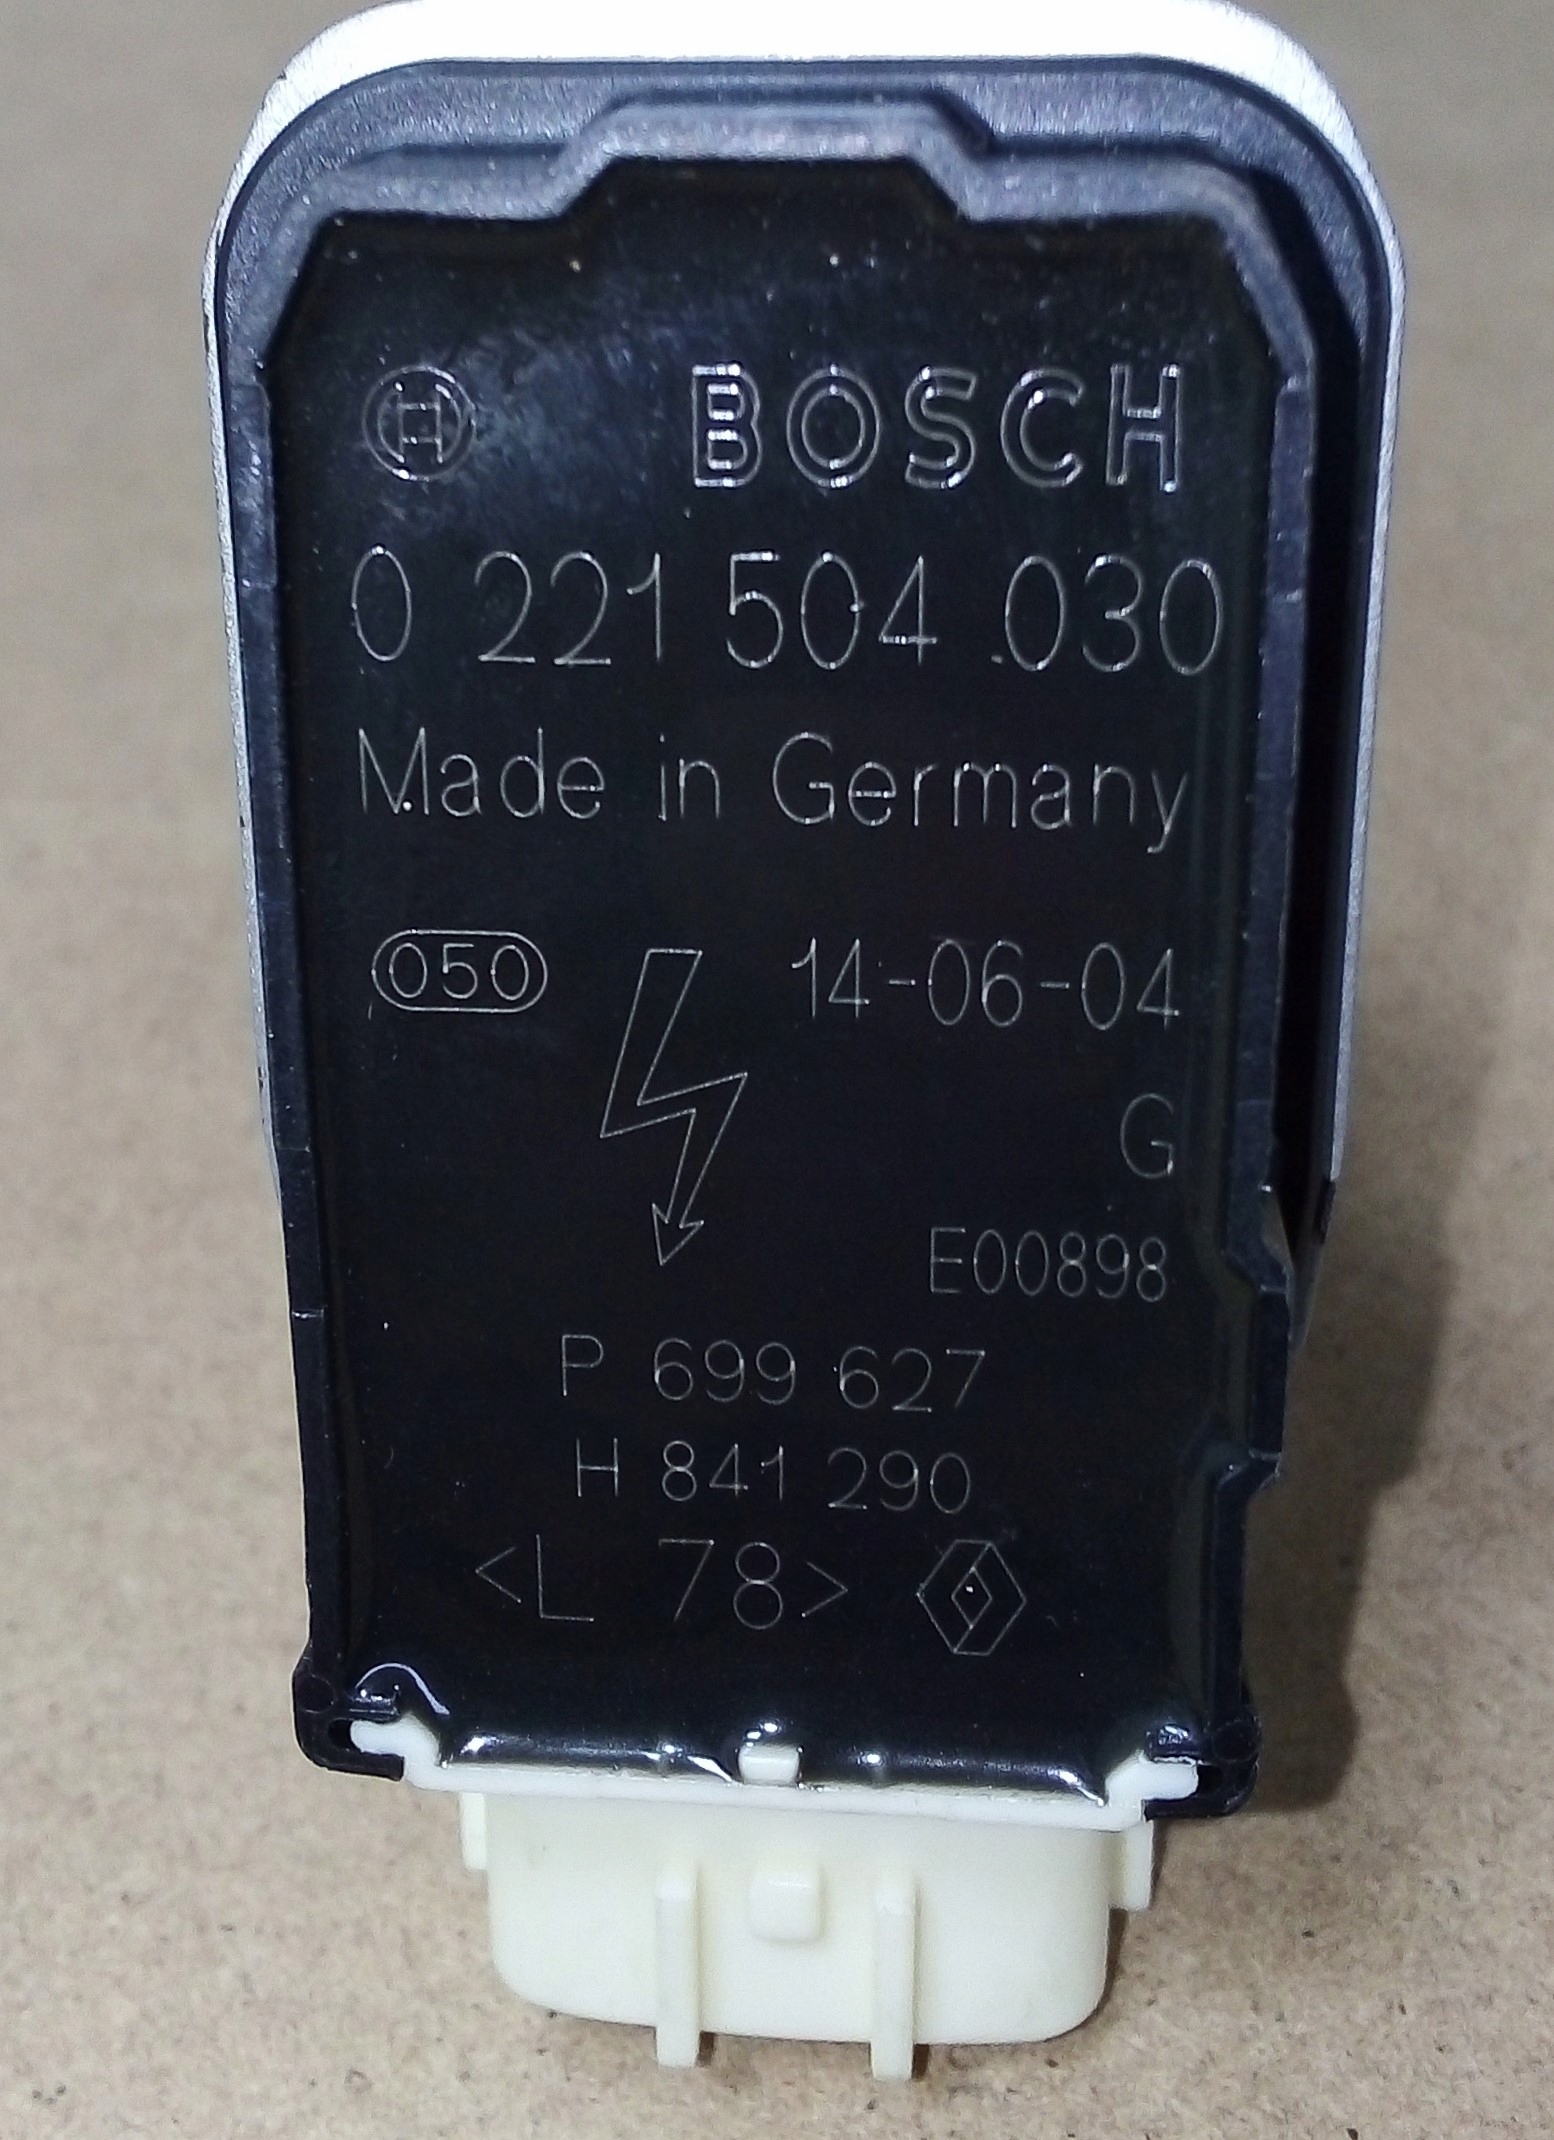 BOSCH
0 221 504 030
Made in Germany
050 14-06-04
G
E00898
P 699 627
H 841 290
<L 78>